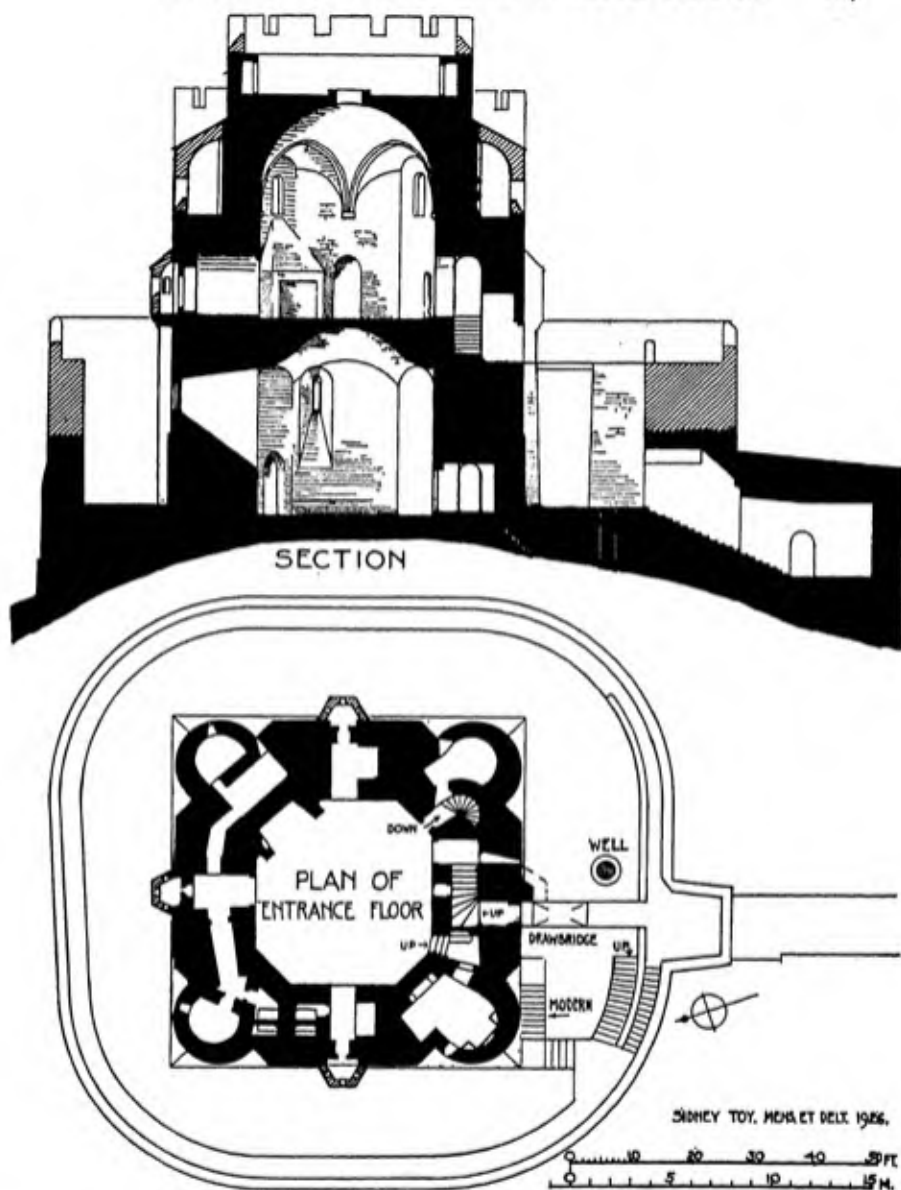 SECTION
DOWN
WELL
PLAN OF
ENTRANCE FLOOR
UP
UP
DRAWBRIDGE
UP
MODERN
SIDNEY TOY. MENS. ET DELT.
0 10 20 30 40 50 FT.
0 5 10 15 M.